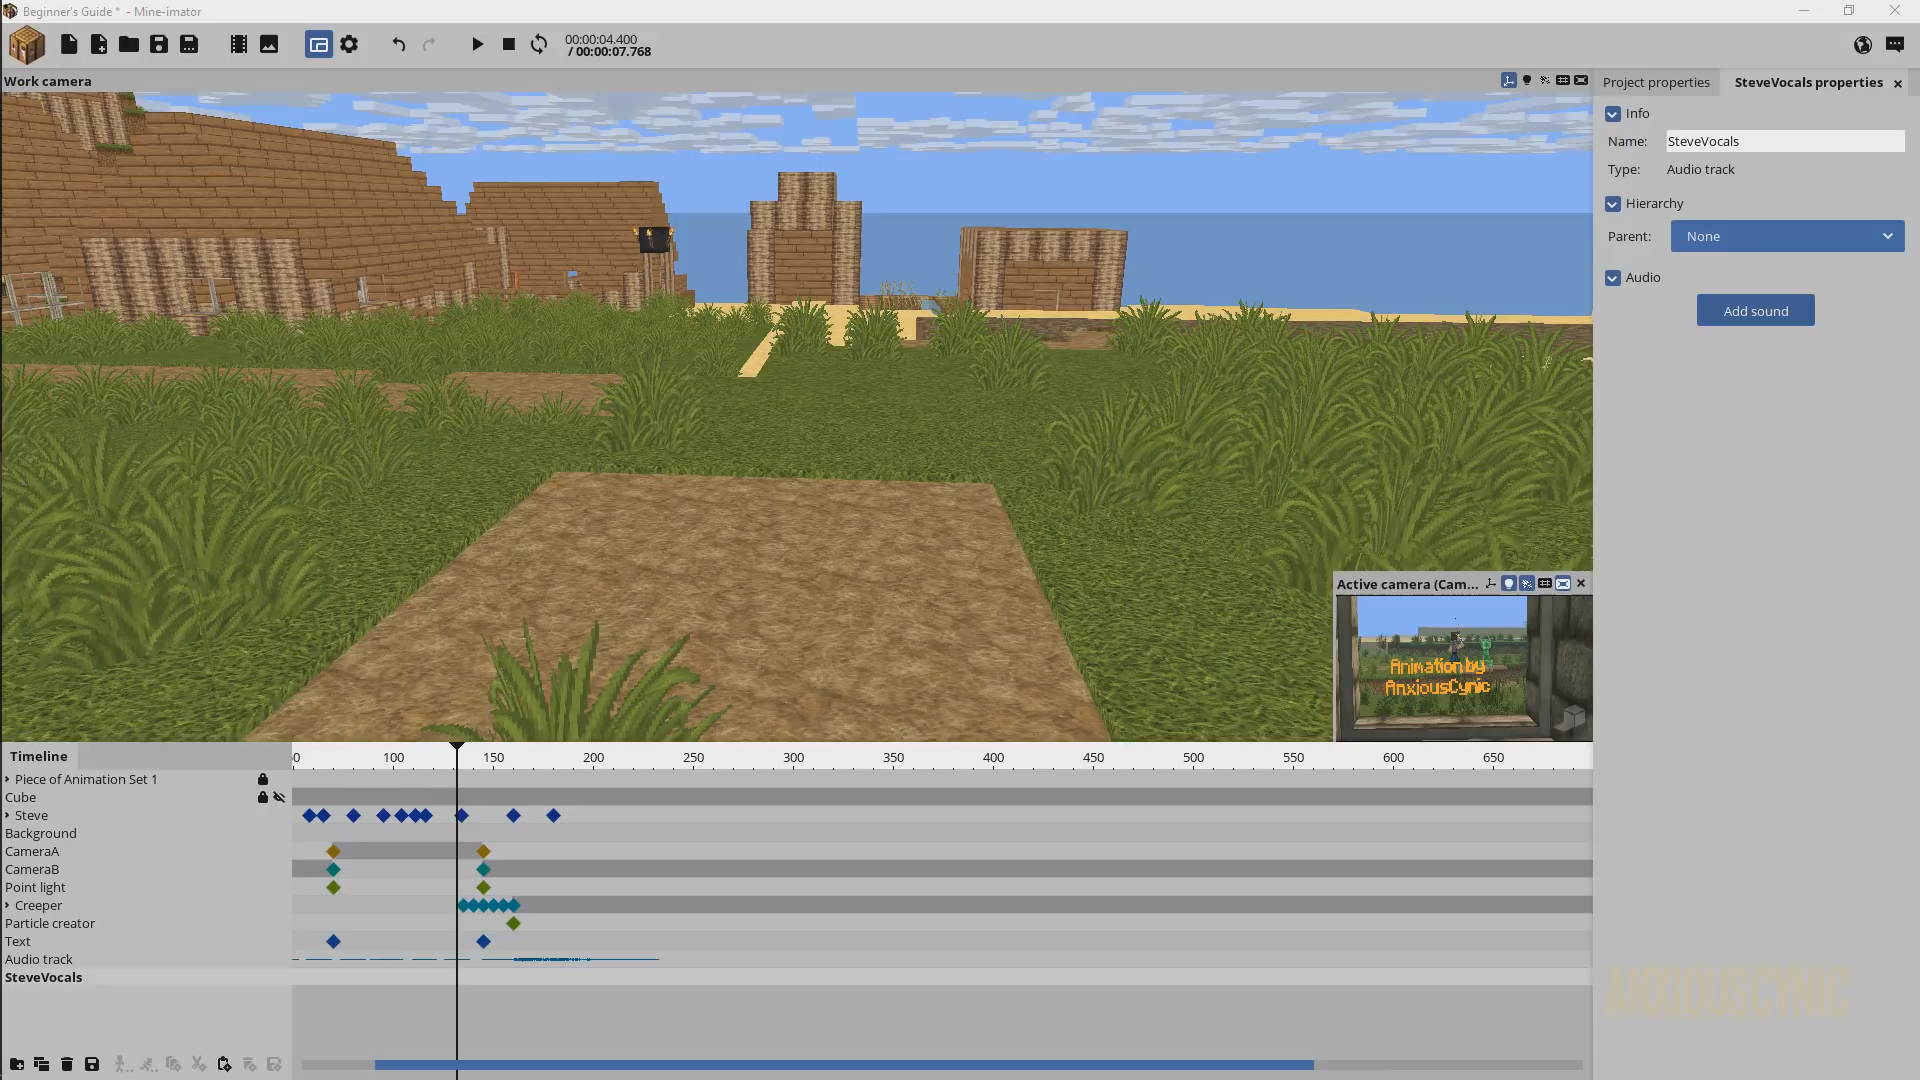 Beginner's Guide * - Mine-imator
00:00:04.400
/ 00:00:07.768
Work camera
Project properties
SteveVocals properties
Info
Name: SteveVocals
Type: Audio track
Hierarchy
Parent: None
Audio
Add sound
Active camera (Cam...
Animation by
AnxiousCynic
Timeline
00 100 150 200 250 300 350 400 450 500 550 600 650
Piece of Animation Set 1
Cube
Steve
Background
CameraA
CameraB
Point light
Creeper
Particle creator
Text
Audio track
SteveVocals
ANXIOUSCYNIC